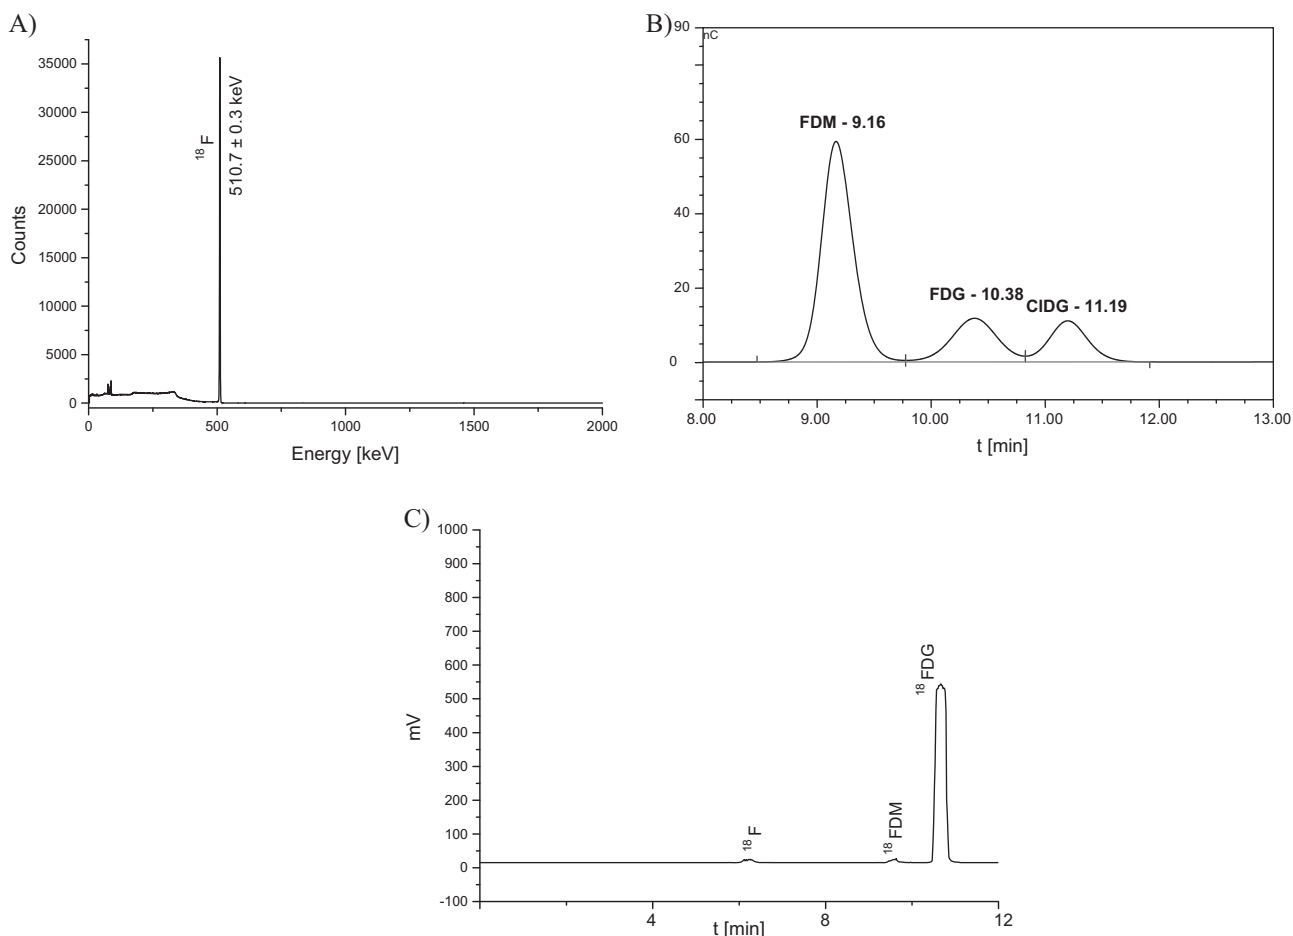 A)
35000
30000
25000
20000
15000
10000
5000
0
Counts
18F
510.7 ± 0.3 keV
0
500
1000
1500
2000
Energy [keV]
B)
90
nC
60
40
20
0
FDM - 9.16
FDG - 10.38
ClDG - 11.19
8.00
9.00
10.00
11.00
12.00
13.00
t [min]
C)
1000
900
800
700
600
500
400
300
200
100
0
-100
mV
18F
18FDM
18FDG
4
8
12
t [min]